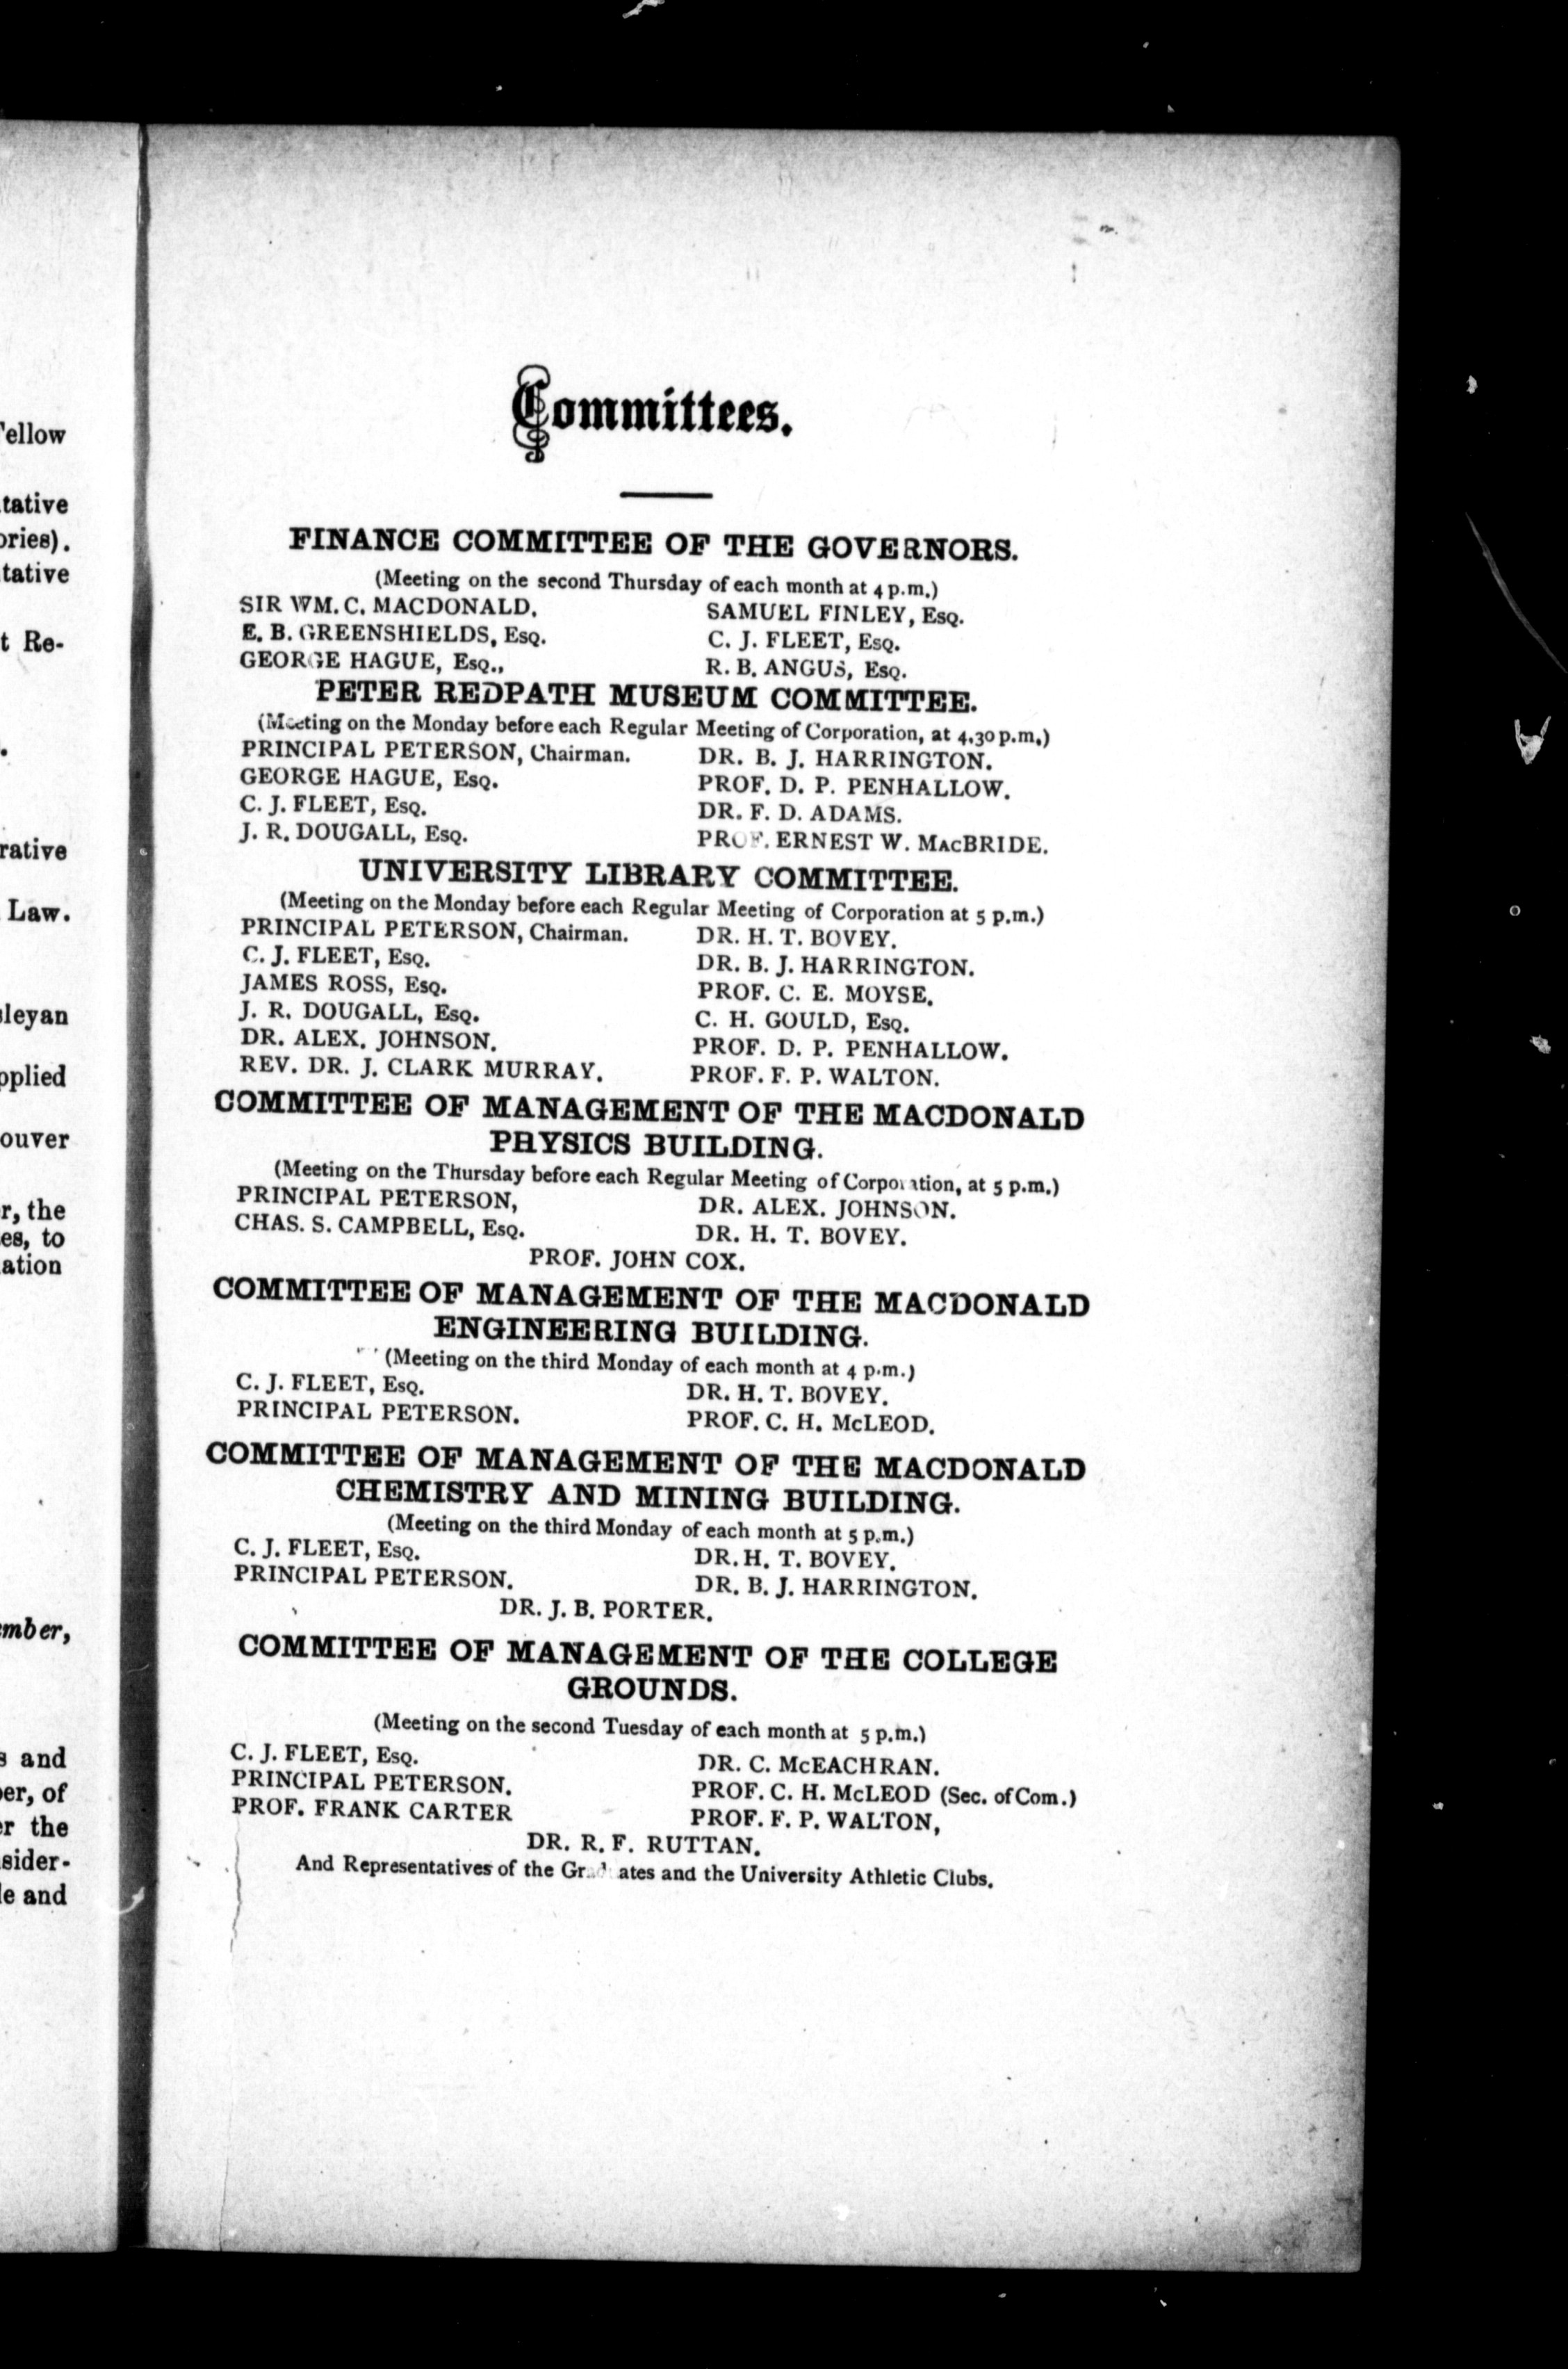 Committees.
FINANCE COMMITTEE OF THE GOVERNORS.
(Meeting on the second Thursday of each month at 4 p.m.)
SIR WM. C. MACDONALD. SAMUEL FINLEY, ESQ.
E. B. GREENSHIELDS, ESQ. C. J. FLEET, ESQ.
GEORGE HAGUE, ESQ., R. B. ANGUS, ESQ.
PETER REDPATH MUSEUM COMMITTEE.
(Meeting on the Monday before each Regular Meeting of Corporation, at 4.30 p.m.)
PRINCIPAL PETERSON, Chairman. DR. B. J. HARRINGTON.
GEORGE HAGUE, ESQ. PROF. D. P. PENHALLOW.
C. J. FLEET, ESQ. DR. F. D. ADAMS.
J. R. DOUGALL, ESQ. PROF. ERNEST W. MACBRIDE.
UNIVERSITY LIBRARY COMMITTEE.
(Meeting on the Monday before each Regular Meeting of Corporation at 5 p.m.)
PRINCIPAL PETERSON, Chairman. DR. H. T. BOVEY.
C. J. FLEET, ESQ. DR. B. J. HARRINGTON.
JAMES ROSS, ESQ. PROF. C. E. MOYSE.
J. R. DOUGALL, ESQ. C. H. GOULD, ESQ.
DR. ALEX. JOHNSON. PROF. D. P. PENHALLOW.
REV. DR. J. CLARK MURRAY. PROF. F. P. WALTON.
COMMITTEE OF MANAGEMENT OF THE MACDONALD
PHYSICS BUILDING.
(Meeting on the Thursday before each Regular Meeting of Corporation, at 5 p.m.)
PRINCIPAL PETERSON, DR. ALEX. JOHNSON.
CHAS. S. CAMPBELL, ESQ. DR. H. T. BOVEY.
PROF. JOHN COX.
COMMITTEE OF MANAGEMENT OF THE MACDONALD
ENGINEERING BUILDING.
(Meeting on the third Monday of each month at 4 p.m.)
C. J. FLEET, ESQ. DR. H. T. BOVEY.
PRINCIPAL PETERSON. PROF. C. H. McLEOD.
COMMITTEE OF MANAGEMENT OF THE MACDONALD
CHEMISTRY AND MINING BUILDING.
(Meeting on the third Monday of each month at 5 p.m.)
C. J. FLEET, ESQ. DR. H. T. BOVEY.
PRINCIPAL PETERSON. DR. B. J. HARRINGTON.
DR. J. B. PORTER.
COMMITTEE OF MANAGEMENT OF THE COLLEGE
GROUNDS.
(Meeting on the second Tuesday of each month at 5 p.m.)
C. J. FLEET, ESQ. DR. C. McEACHRAN.
PRINCIPAL PETERSON. PROF. C. H. McLEOD (Sec. of Com.)
PROF. FRANK CARTER PROF. F. P. WALTON,
DR. R. F. RUTTAN.
And Representatives of the Graduates and the University Athletic Clubs.